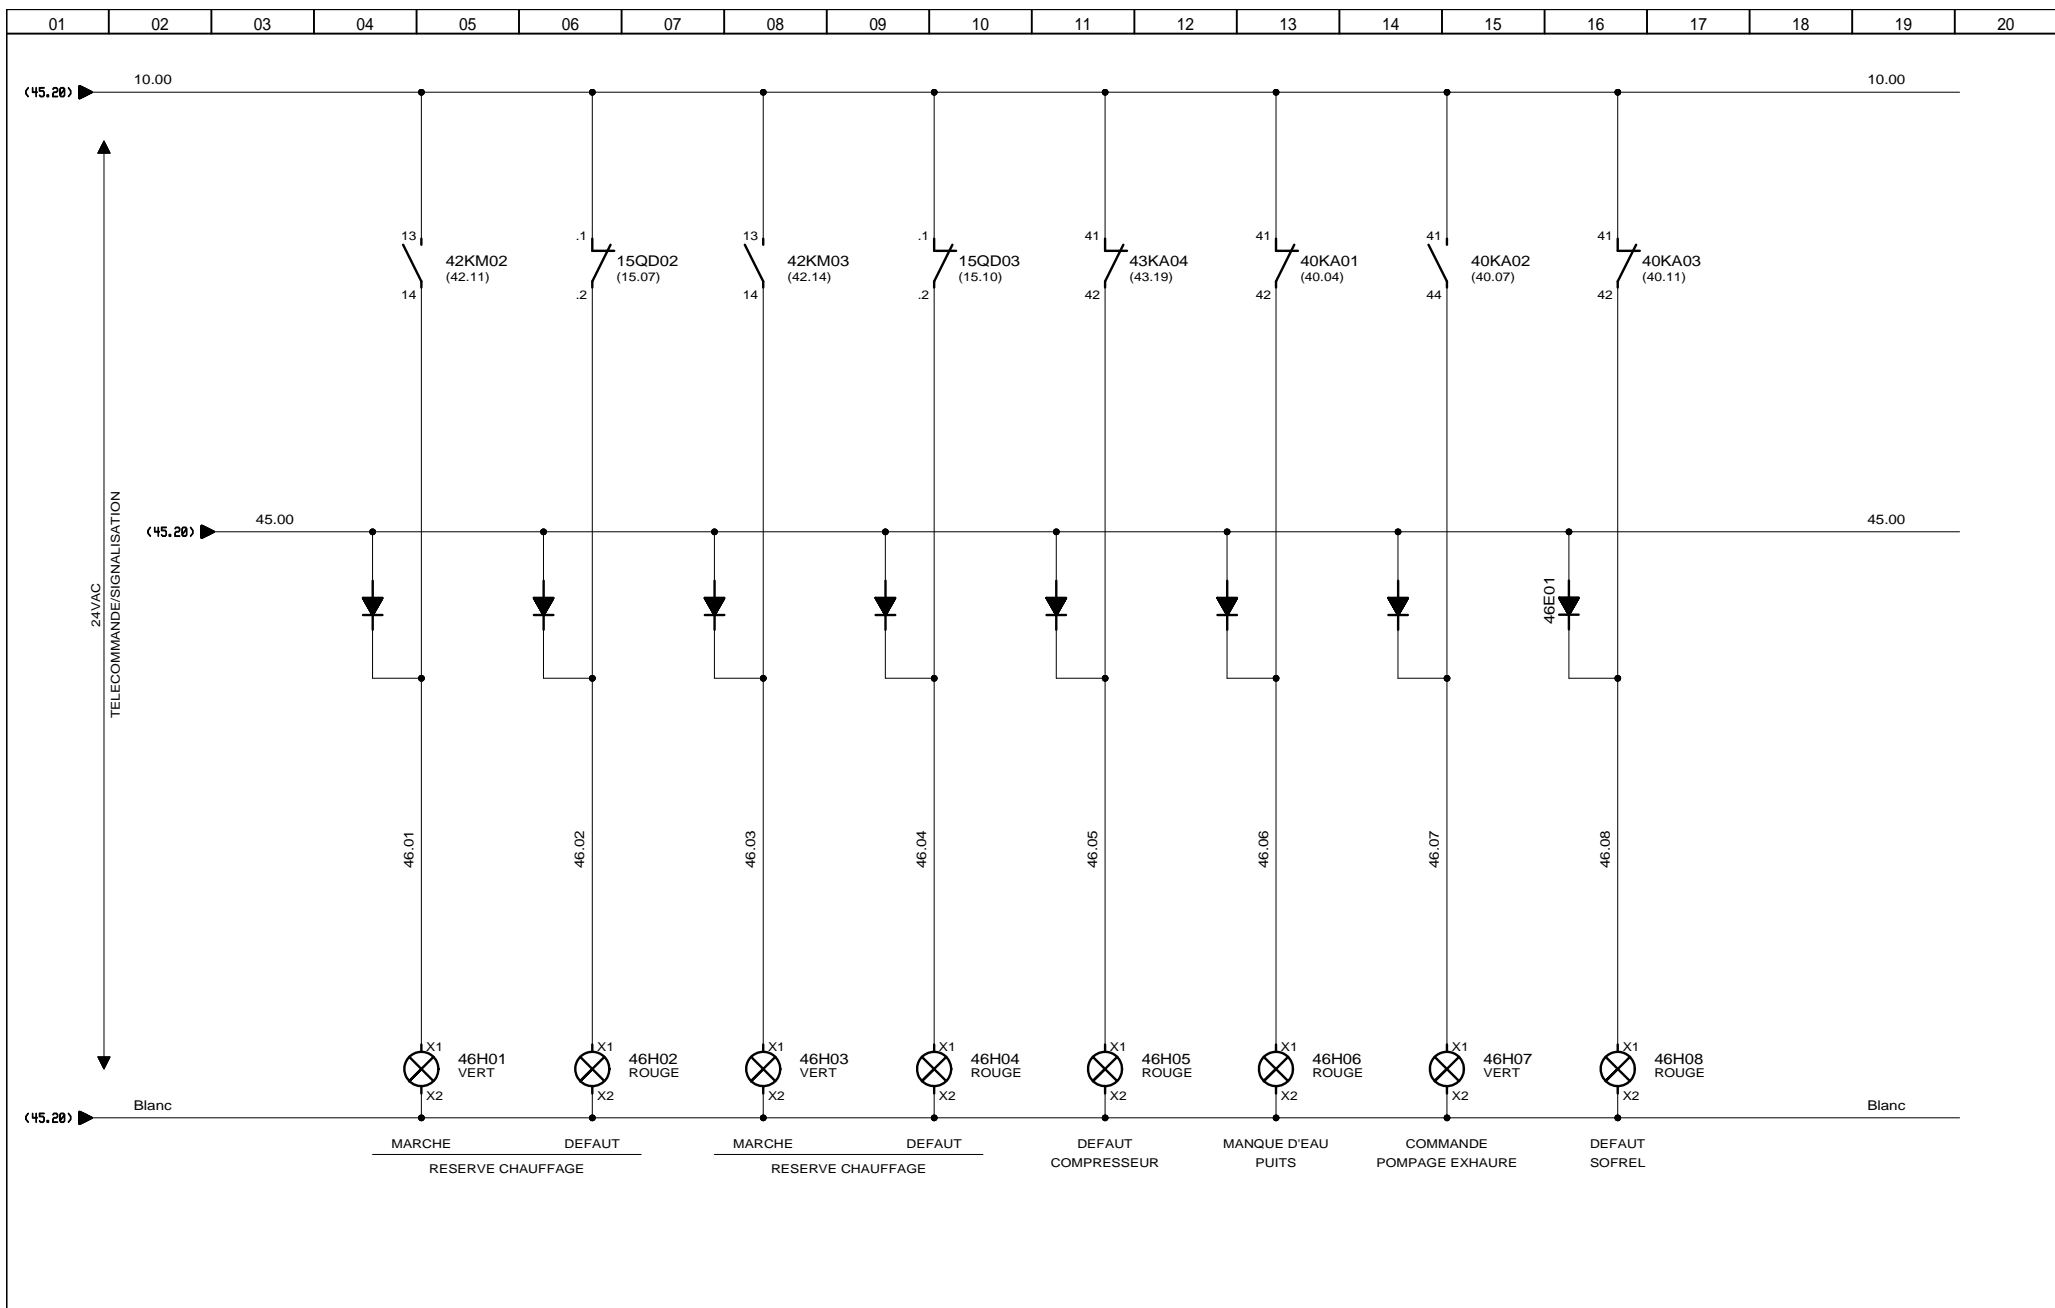 01 02 03 04 05 06 07 08 09 10 11 12 13 14 15 16 17 18 19 20
10.00 10.00
(45.20)
13 .1 13 .1 41 41 41 41
42KM02 15QD02 42KM03 15QD03 43KA04 40KA01 40KA02 40KA03
(42.11) (15.07) (42.14) (15.10) (43.19) (40.04) (40.07) (40.11)
14 .2 14 .2 42 42 44 42
24VAC
TELECOMMANDE/SIGNALISATION
45.00 45.00
(45.20)
46E01
46.01 46.02 46.03 46.04 46.05 46.06 46.07 46.08
X1 X1 X1 X1 X1 X1 X1 X1
46H01 46H02 46H03 46H04 46H05 46H06 46H07 46H08
VERT ROUGE VERT ROUGE ROUGE ROUGE VERT ROUGE
X2 X2 X2 X2 X2 X2 X2 X2
Blanc Blanc
(45.20)
MARCHE DEFAUT MARCHE DEFAUT DEFAUT MANQUE D'EAU COMMANDE DEFAUT
RESERVE CHAUFFAGE RESERVE CHAUFFAGE COMPRESSEUR PUITS POMPAGE EXHAURE SOFREL